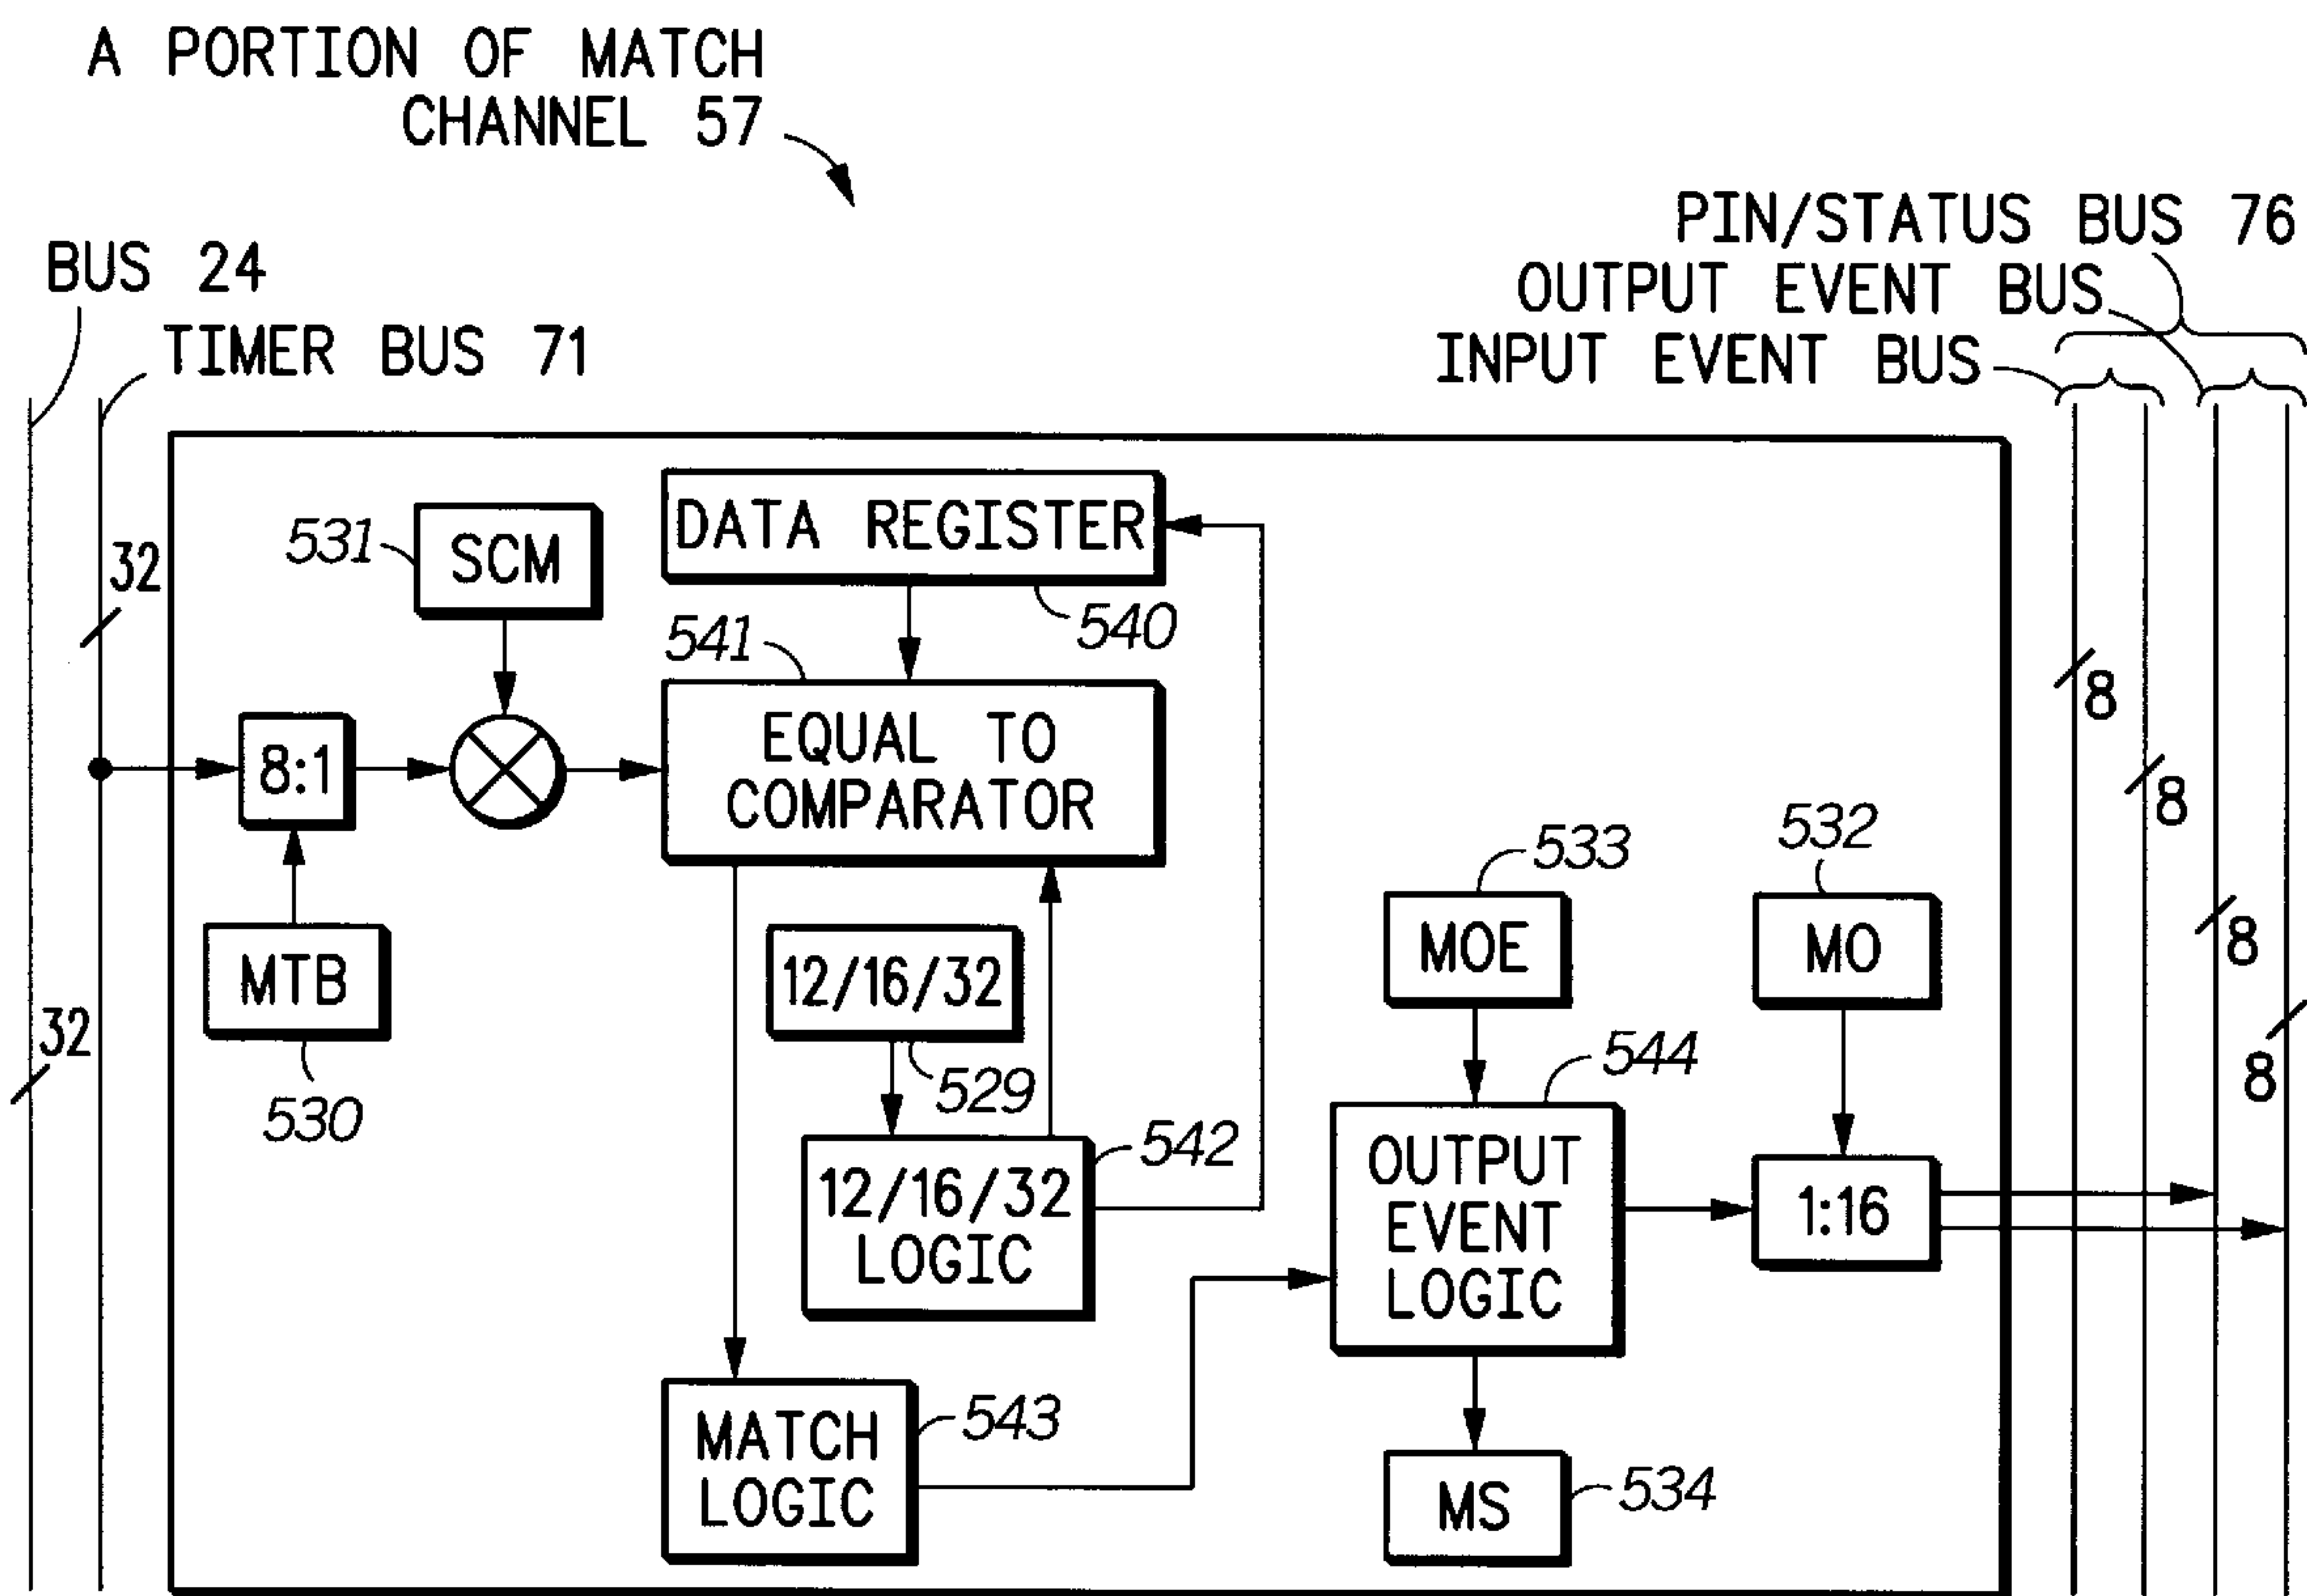 A PORTION OF MATCH
CHANNEL 57
PIN/STATUS BUS 76
BUS 24
OUTPUT EVENT BUS
TIMER BUS 71
INPUT EVENT BUS
DATA REGISTER
531
SCM
32
540
541
8
EQUAL TO
COMPARATOR
8:1
8
532
533
MTB
12/16/32
MOE
MO
8
32
544
8
529
530
542
12/16/32
LOGIC
OUTPUT
EVENT
LOGIC
1:16
543
MATCH
LOGIC
534
MS